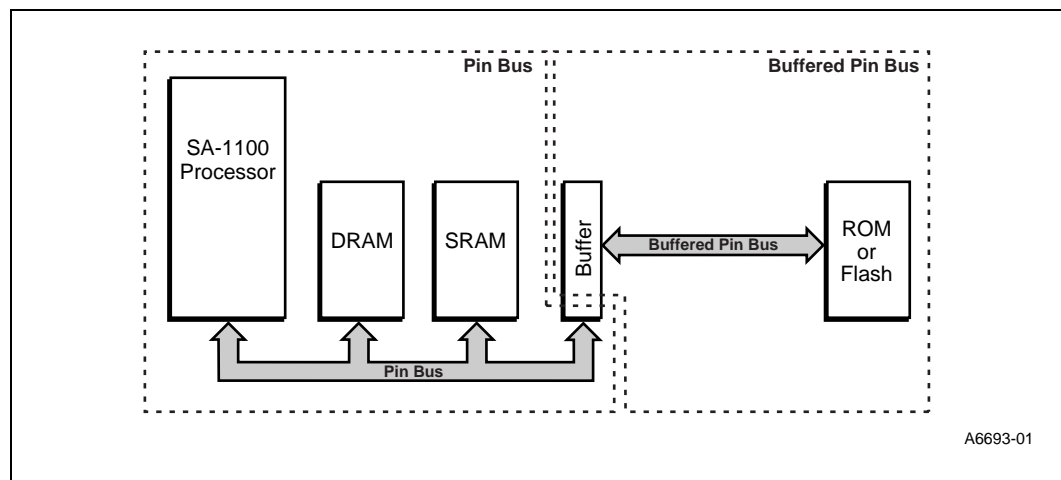 Pin Bus
Buffered Pin Bus
SA-1100
Processor
DRAM
SRAM
Buffer
Buffered Pin Bus
ROM
or
Flash
Pin Bus
A6693-01